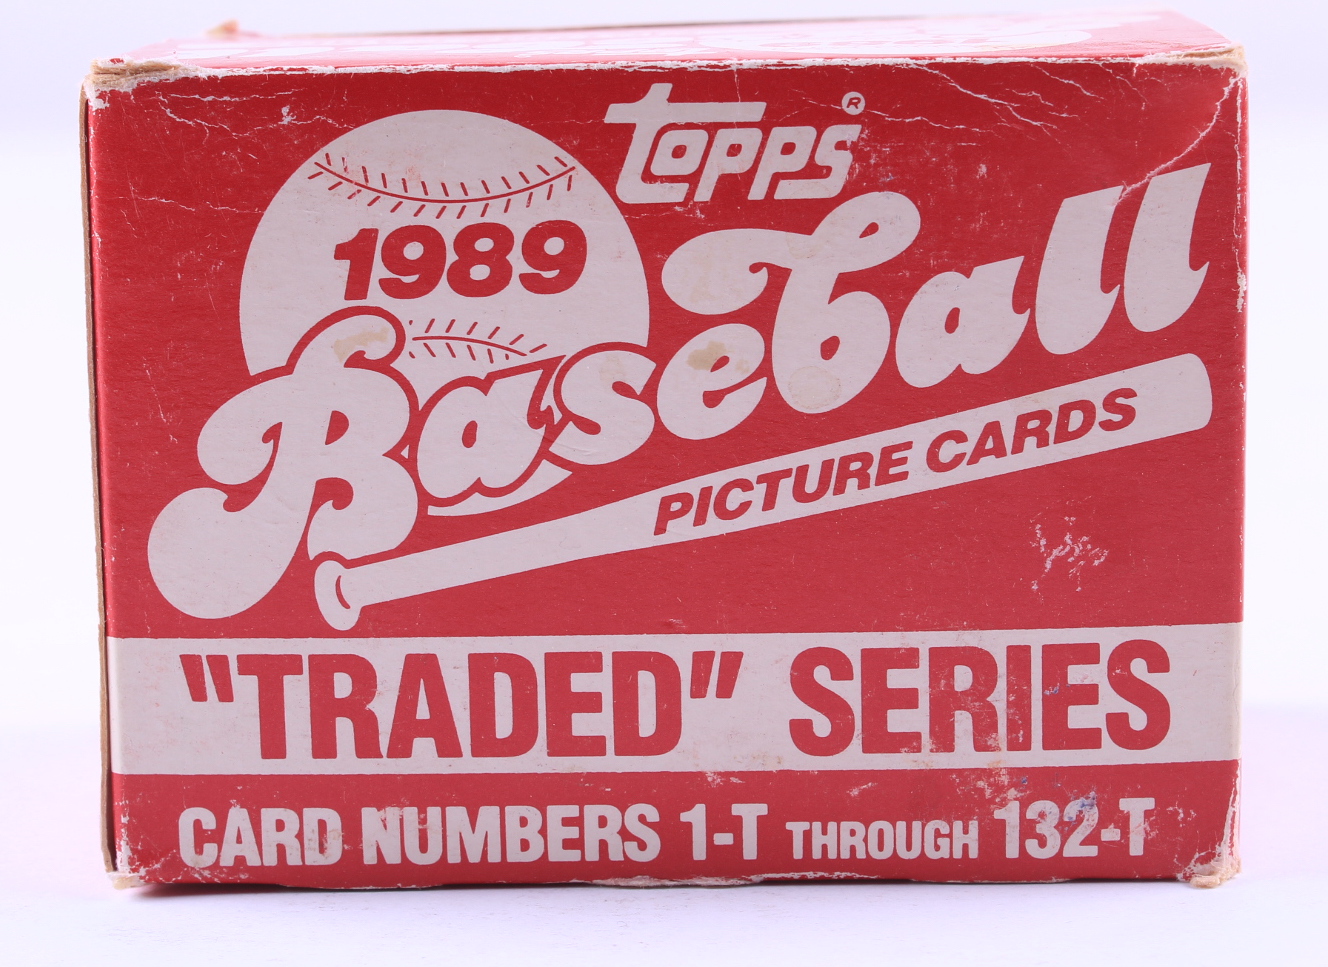 TOPPS®
1989
Baseball
PICTURE CARDS
"TRADED" SERIES
CARD NUMBERS 1-T THROUGH 132-T